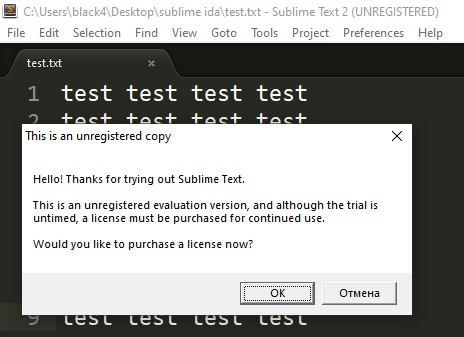 C:\Users\black4\Desktop\sublime ida\test.txt - Sublime Text 2 (UNREGISTERED)
File Edit Selection Find View Goto Tools Project Preferences Help
test.txt ×
1 test test test test
2 test test test test
This is an unregistered copy
Hello! Thanks for trying out Sublime Text.
This is an unregistered evaluation version, and although the trial is
untimed, a license must be purchased for continued use.
Would you like to purchase a license now?
OK Отмена
9 test test test test